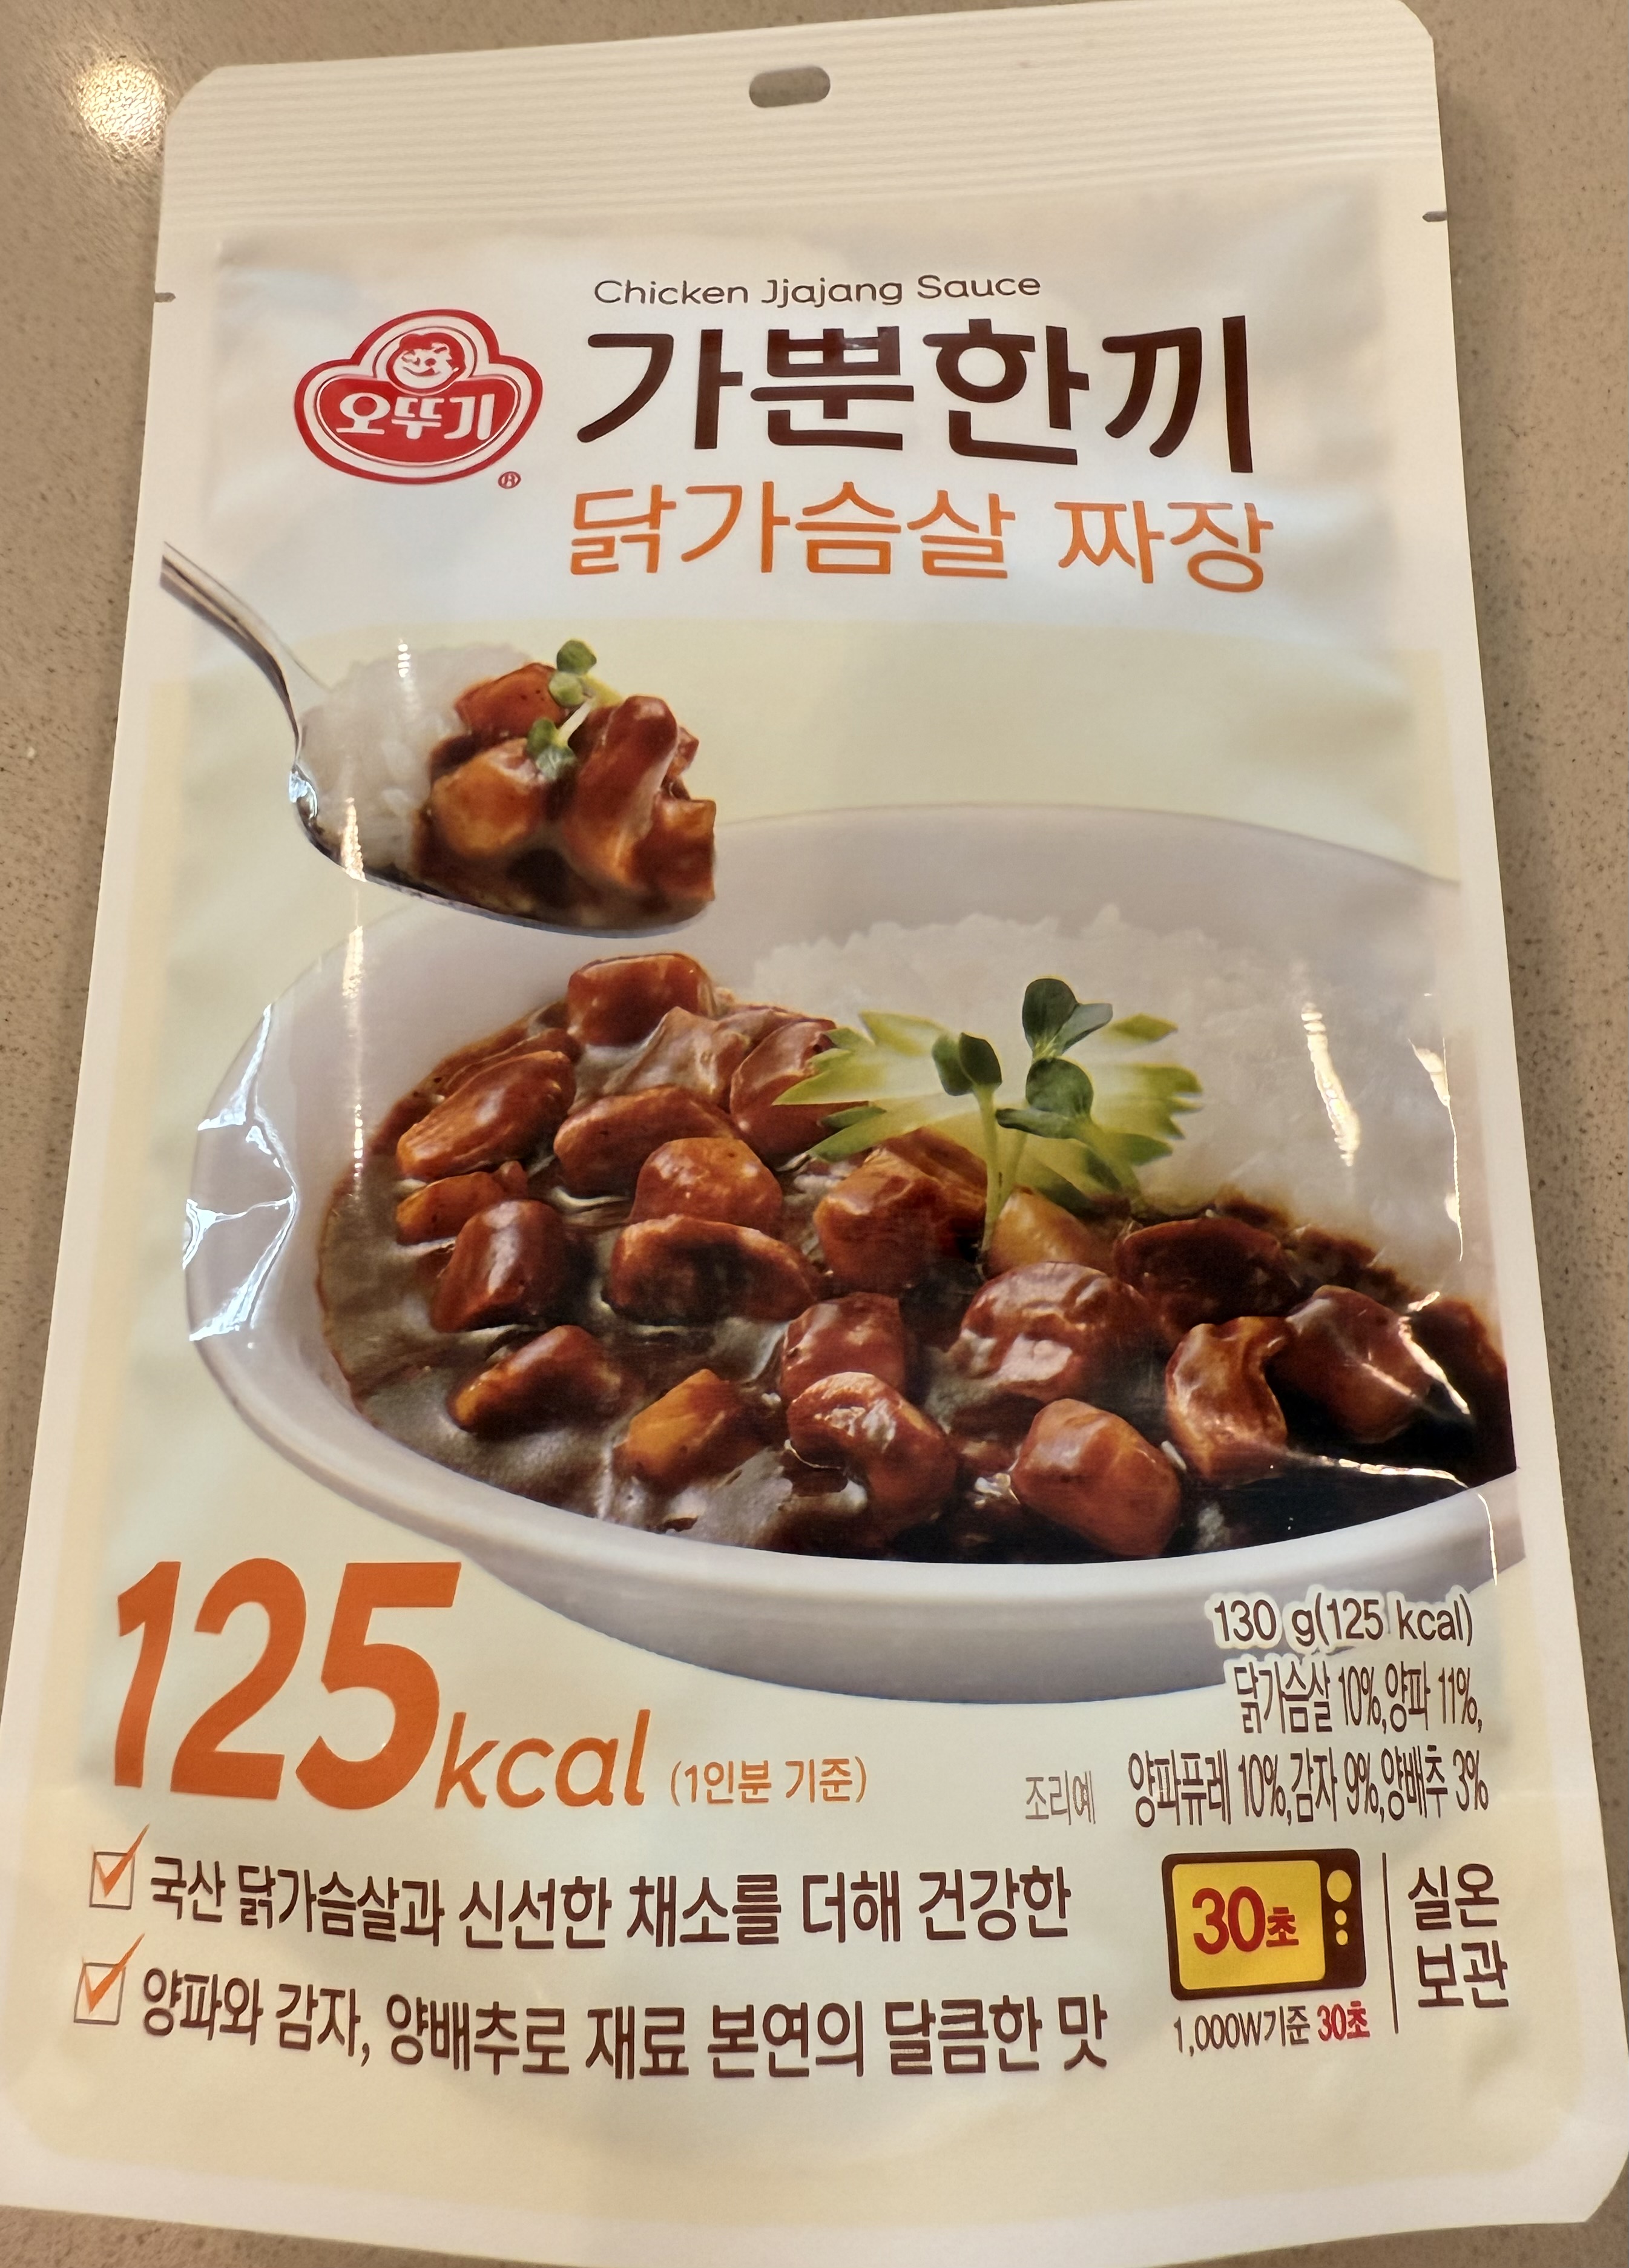 Chicken Jjajang Sauce
오뚜기
®
가뿐한끼
닭가슴살 짜장
125kcal (1인분 기준)
130 g(125 kcal)
닭가슴살 10%,양파 11%,
양파퓨레 10%,감자 9%,양배추 3%
조리예
국산 닭가슴살과 신선한 채소를 더해 건강한
양파와 감자, 양배추로 재료 본연의 달큼한 맛
30초
1,000W기준 30초
실온
보관